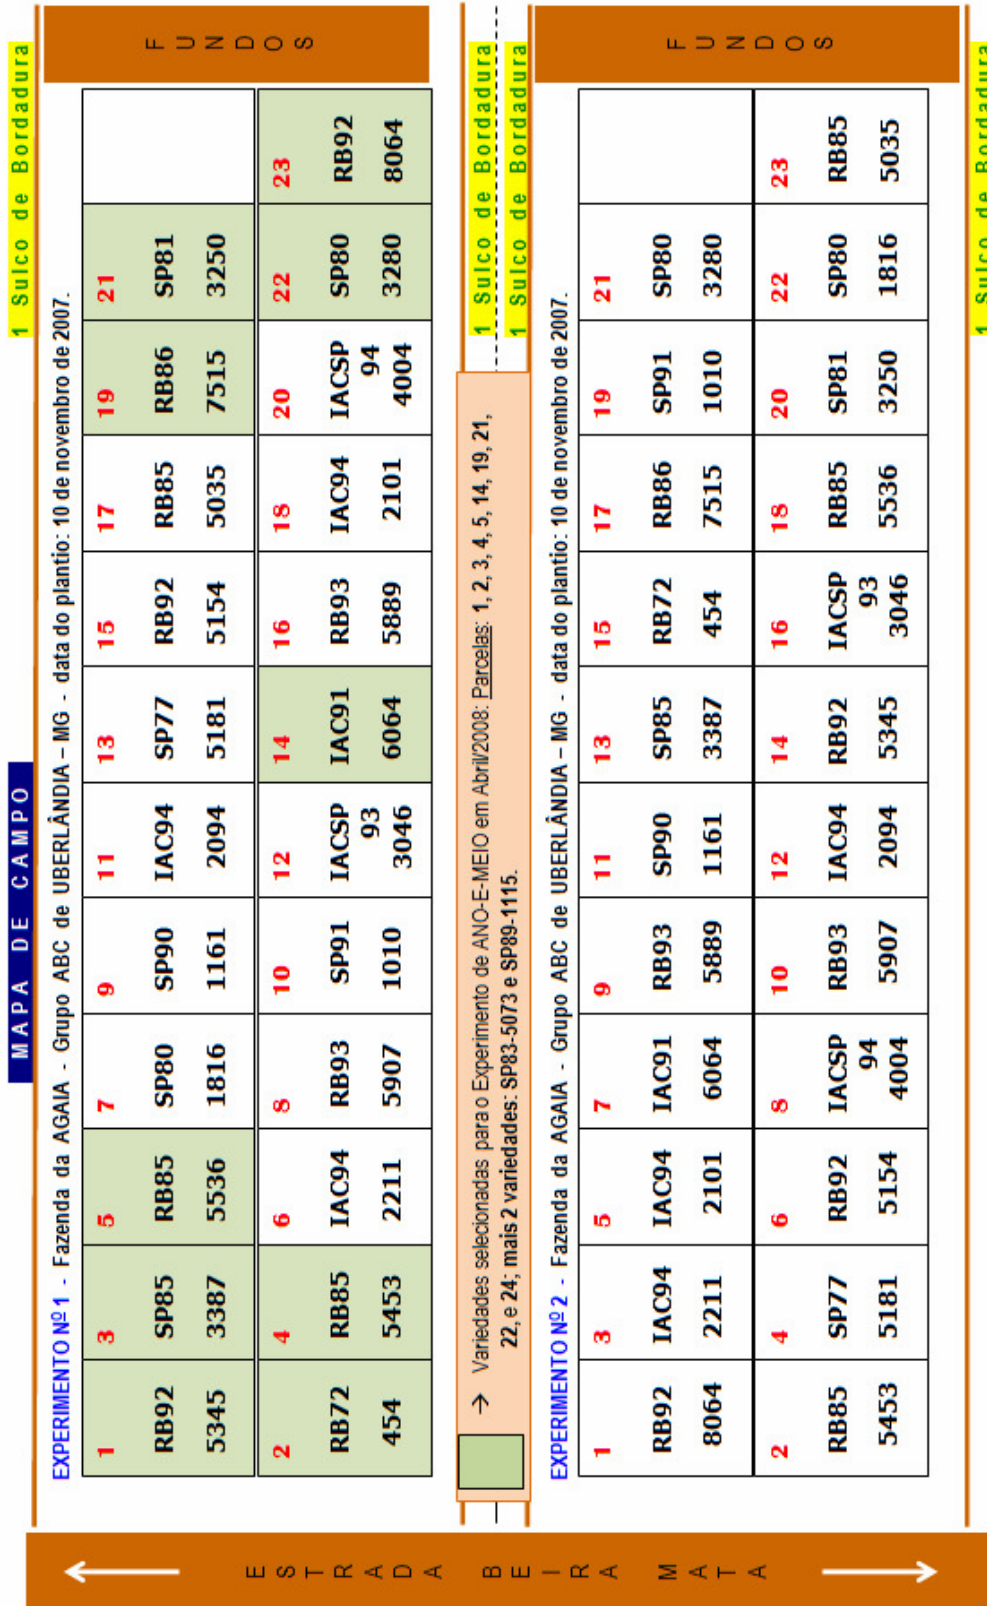 MAPA DE CAMPO
1 Sulco de Bordadura
EXPERIMENTO Nº 1 - Fazenda da AGAIA - Grupo ABC de UBERLÂNDIA – MG - data do plantio: 10 de novembro de 2007.
1
RB92
5345
3
SP85
3387
5
RB85
5536
7
SP80
1816
9
SP90
1161
11
IAC94
2094
13
SP77
5181
15
RB92
5154
17
RB85
5035
19
RB86
7515
21
SP81
3250
2
RB72
454
4
RB85
5453
6
IAC94
2211
8
RB93
5907
10
SP91
1010
12
IACSP
93
3046
14
IAC91
6064
16
RB93
5889
18
IAC94
2101
20
IACSP
94
4004
22
SP80
3280
23
RB92
8064
FUNDOS
1 Sulco de Bordadura
→ Variedades selecionadas para o Experimento de ANO-E-MEIO em Abril/2008: Parcelas: 1, 2, 3, 4, 5, 14, 19, 21,
22, e 24; mais 2 variedades: SP83-5073 e SP89-1115.
1 Sulco de Bordadura
EXPERIMENTO Nº 2 - Fazenda da AGAIA - Grupo ABC de UBERLÂNDIA – MG - data do plantio: 10 de novembro de 2007.
1
RB92
8064
3
IAC94
2211
5
IAC94
2101
7
IAC91
6064
9
RB93
5889
11
SP90
1161
13
SP85
3387
15
RB72
454
17
RB86
7515
19
SP91
1010
21
SP80
3280
2
RB85
5453
4
SP77
5181
6
RB92
5154
8
IACSP
94
4004
10
RB93
5907
12
IAC94
2094
14
RB92
5345
16
IACSP
93
3046
18
RB85
5536
20
SP81
3250
22
SP80
1816
23
RB85
5035
FUNDOS
1 Sulco de Bordadura
ESTRADA BEIRA MATA